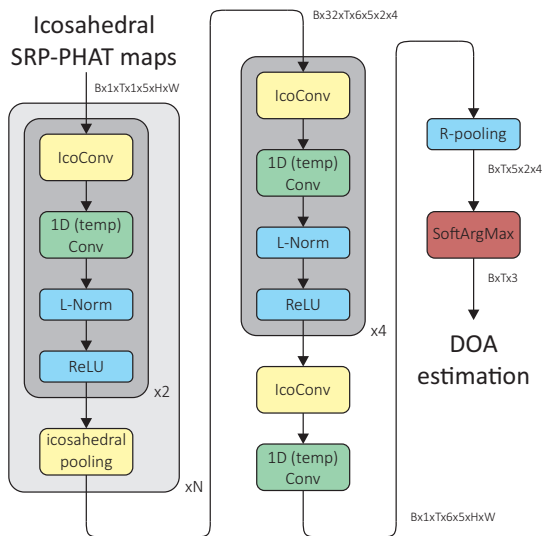 Icosahedral
SRP-PHAT maps
Bx1xTx1x5xHxW
IcoConv
1D (temp)
Conv
L-Norm
ReLU
x2
icosahedral
pooling
xN
Bx32xTx6x5x2x4
IcoConv
1D (temp)
Conv
L-Norm
ReLU
x4
IcoConv
1D (temp)
Conv
Bx1xTx6x5xHxW
R-pooling
BxTx5x2x4
SoftArgMax
BxTx3
DOA
estimation